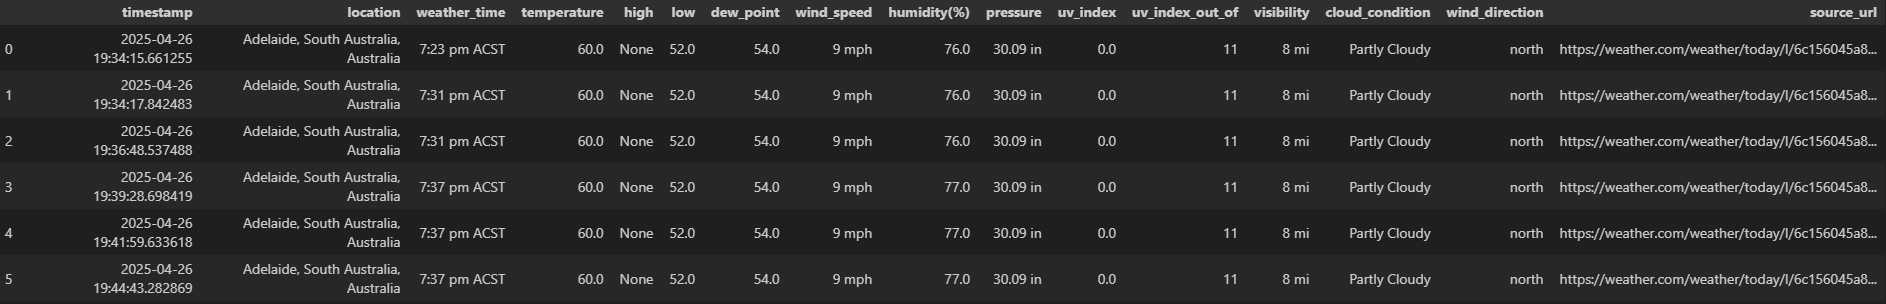 timestamp location weather_time temperature high low dew_point wind_speed humidity(%) pressure uv_index uv_index_out_of visibility cloud_condition wind_direction source_url
2025-04-26 Adelaide, South Australia,
0 7:23 pm ACST 60.0 None 52.0 54.0 9 mph 76.0 30.09 in 0.0 11 8 mi Partly Cloudy north https://weather.com/weather/today/l/6c156045a8...
19:34:15.661255 Australia
2025-04-26 Adelaide, South Australia,
1 7:31 pm ACST 60.0 None 52.0 54.0 9 mph 76.0 30.09 in 0.0 11 8 mi Partly Cloudy north https://weather.com/weather/today/l/6c156045a8...
19:34:17.842483 Australia
2025-04-26 Adelaide, South Australia,
2 7:31 pm ACST 60.0 None 52.0 54.0 9 mph 76.0 30.09 in 0.0 11 8 mi Partly Cloudy north https://weather.com/weather/today/l/6c156045a8...
19:36:48.537488 Australia
2025-04-26 Adelaide, South Australia,
3 7:37 pm ACST 60.0 None 52.0 54.0 9 mph 77.0 30.09 in 0.0 11 8 mi Partly Cloudy north https://weather.com/weather/today/l/6c156045a8...
19:39:28.698419 Australia
2025-04-26 Adelaide, South Australia,
4 7:37 pm ACST 60.0 None 52.0 54.0 9 mph 77.0 30.09 in 0.0 11 8 mi Partly Cloudy north https://weather.com/weather/today/l/6c156045a8...
19:41:59.633618 Australia
2025-04-26 Adelaide, South Australia,
5 7:37 pm ACST 60.0 None 52.0 54.0 9 mph 77.0 30.09 in 0.0 11 8 mi Partly Cloudy north https://weather.com/weather/today/l/6c156045a8...
19:44:43.282869 Australia